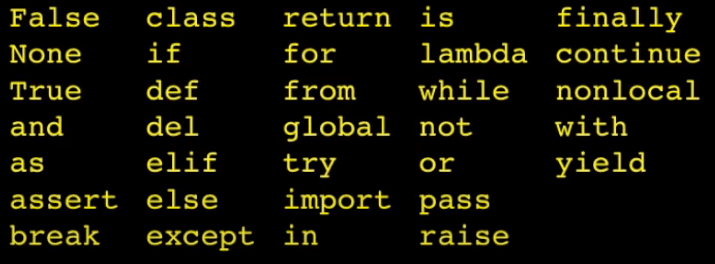 False class return is finally
None if for lambda continue
True def from while nonlocal
and del global not with
as elif try or yield
assert else import pass
break except in raise